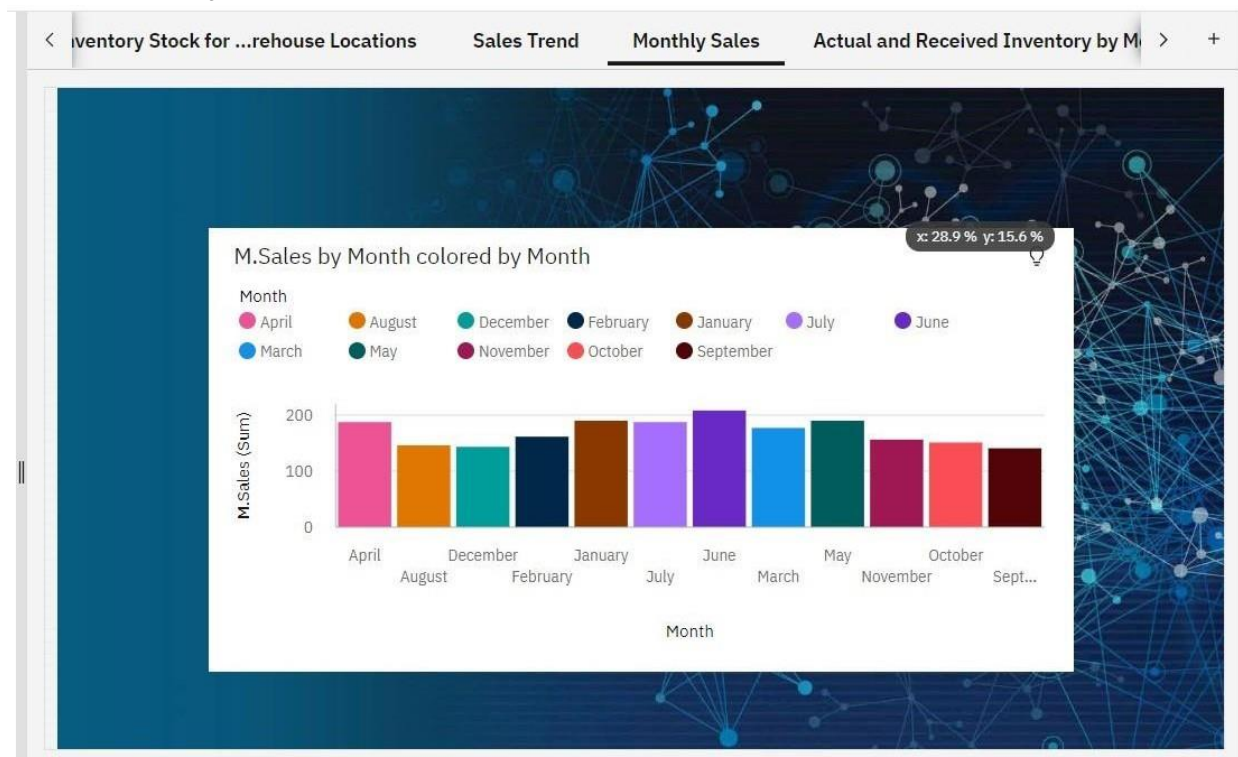 ventory Stock for ...rehouse Locations Sales Trend Monthly Sales Actual and Received Inventory by M
x: 28.9 % y: 15.6 %
M.Sales by Month colored by Month
Month
April August December February January July June
March May November October September
M.Sales (Sum)
200
100
0
April December January June May October
August February July March November Sept...
Month